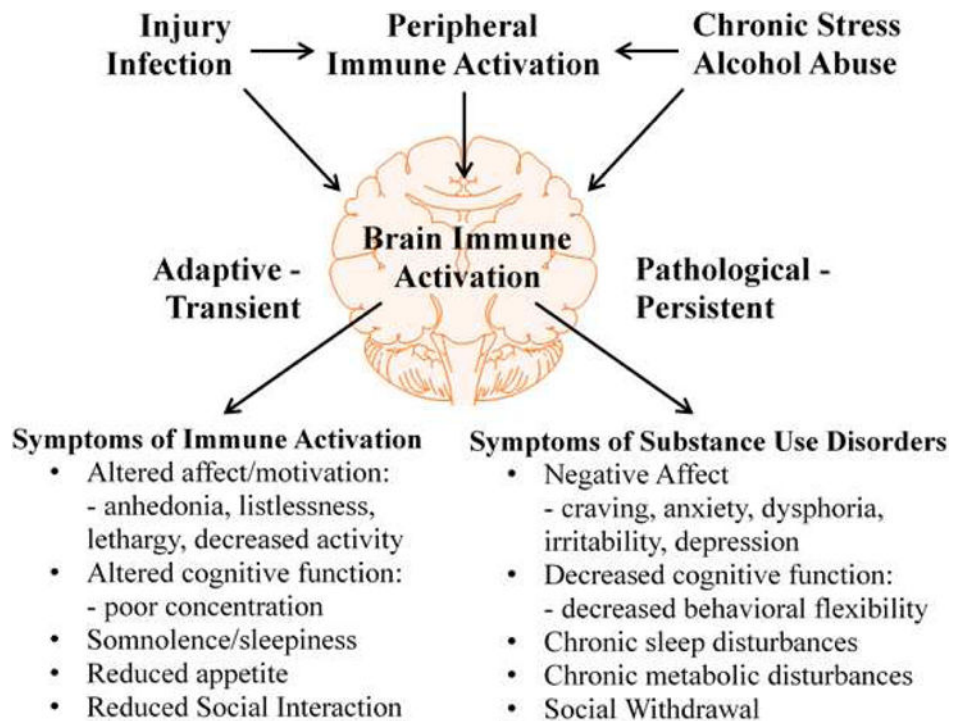 Injury
Infection
Peripheral
Immune Activation
Chronic Stress
Alcohol Abuse
Brain Immune
Activation
Adaptive -
Transient
Pathological -
Persistent
Symptoms of Immune Activation
• Altered affect/motivation:
- anhedonia, listlessness,
lethargy, decreased activity
• Altered cognitive function:
- poor concentration
• Somnolence/sleepiness
• Reduced appetite
• Reduced Social Interaction
Symptoms of Substance Use Disorders
• Negative Affect
- craving, anxiety, dysphoria,
irritability, depression
• Decreased cognitive function:
- decreased behavioral flexibility
• Chronic sleep disturbances
• Chronic metabolic disturbances
• Social Withdrawal